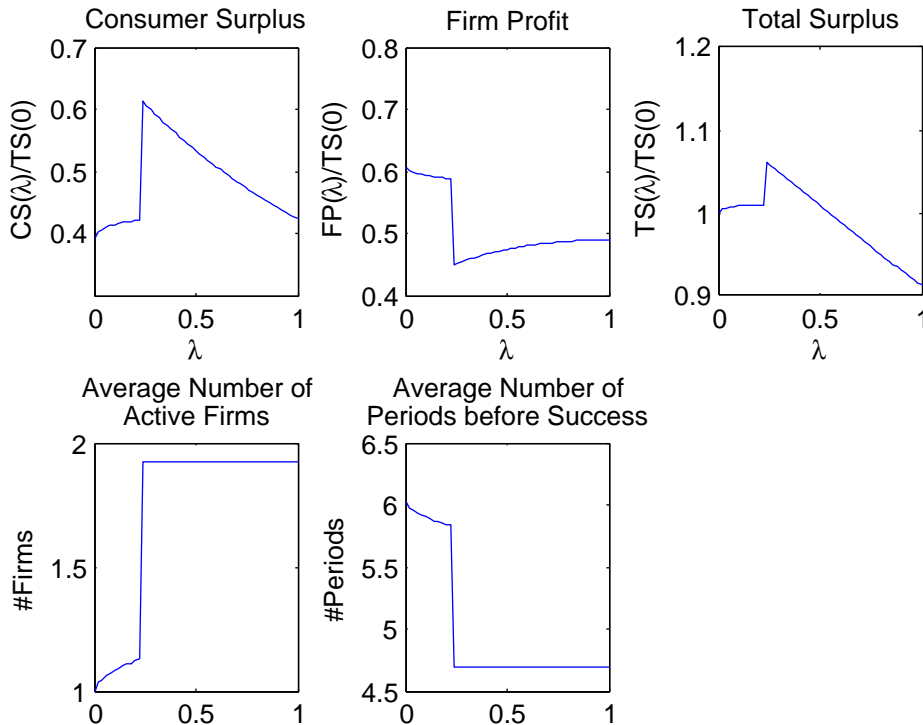 Consumer Surplus
CS(λ)/TS(0)
0.7
0.6
0.5
0.4
0
0.5
1
λ
Firm Profit
FP(λ)/TS(0)
0.8
0.7
0.6
0.5
0.4
0
0.5
1
λ
Total Surplus
TS(λ)/TS(0)
1.2
1.1
1
0.9
0
0.5
1
λ
Average Number of
Active Firms
#Firms
2
1.5
1
0
0.5
1
Average Number of
Periods before Success
#Periods
6.5
6
5.5
5
4.5
0
0.5
1